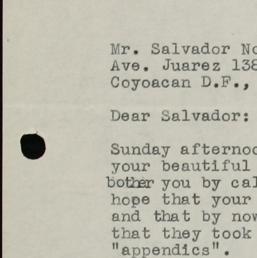 Mr. Salvador No
Ave. Juarez 138
Coyoacan D.F.,
Dear Salvador:
Sunday afternoo
your beautiful
bother you by cal
hope that your
and that by now
that they took
"appendics".